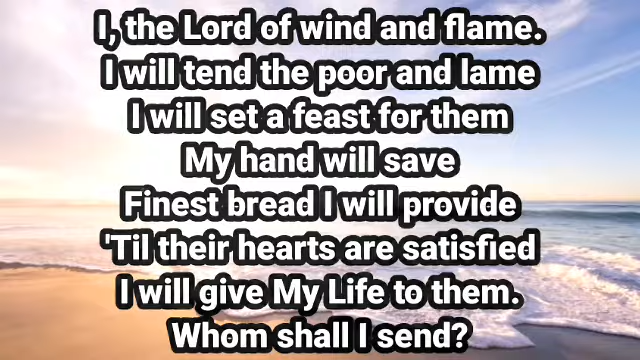 I, the Lord of wind and flame.
I will tend the poor and lame
I will set a feast for them
My hand will save
Finest bread I will provide
'Til their hearts are satisfied
I will give My Life to them.
Whom shall I send?